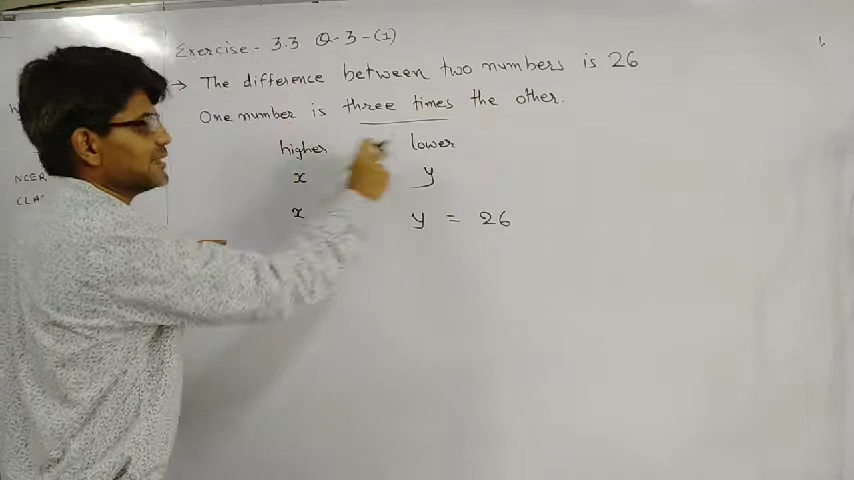 Exercise - 3.3 Q-3-(1)
→ The difference between two numbers is 26
One number is three times the other.
higher lower
x y
x y = 26
NCER
CLA